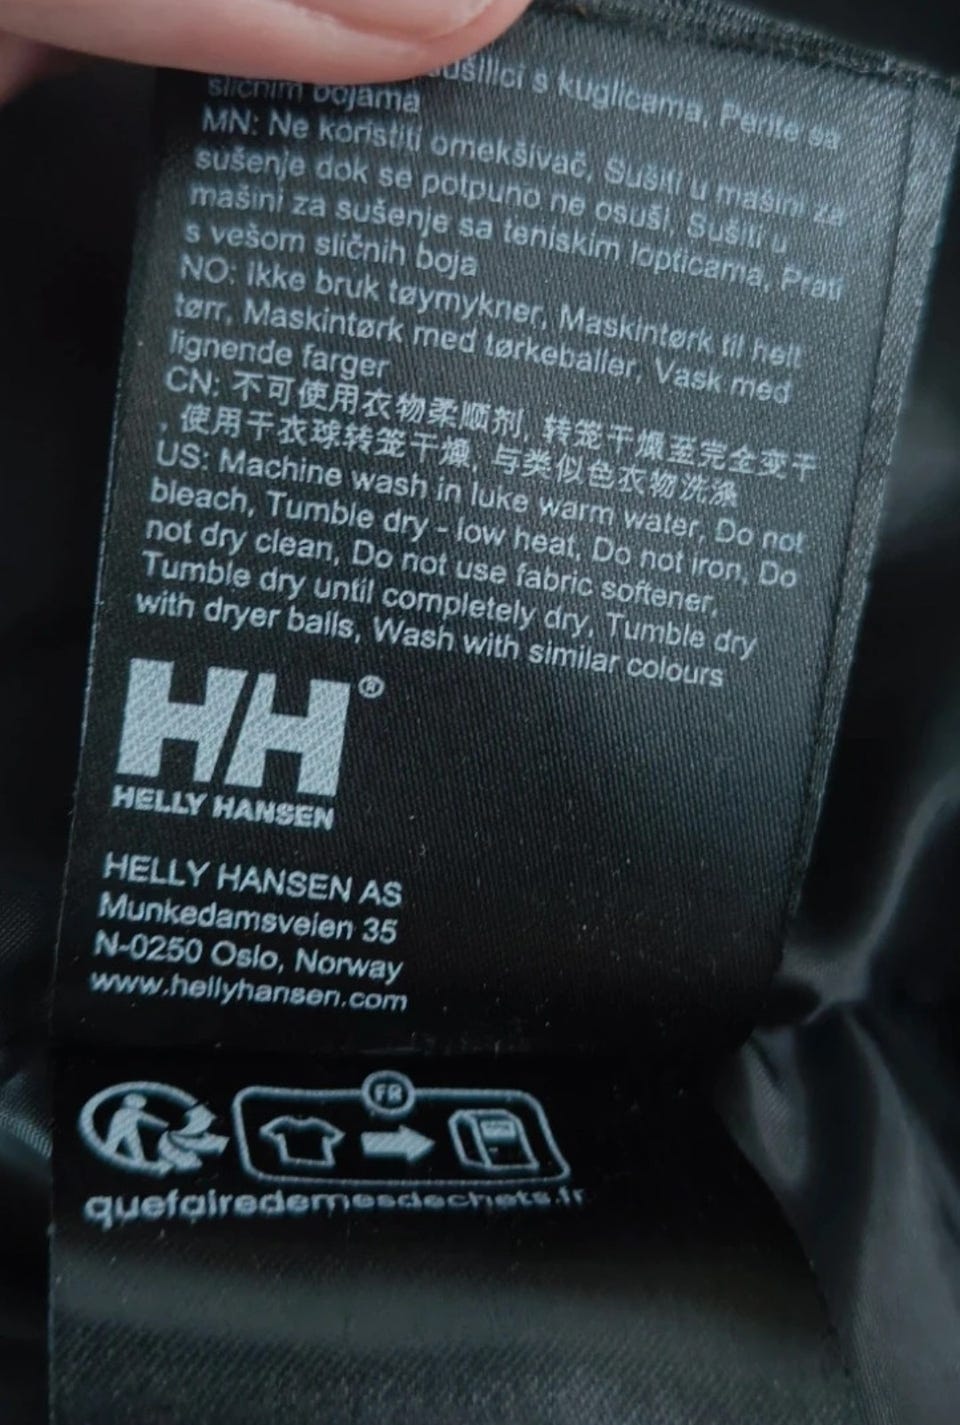 sušilici s kuglicama, Perite sa
sličnim bojama
MN: Ne koristiti omekšivač, Sušiti u mašini za
sušenje dok se potpuno ne osuši, Sušiti u
mašini za sušenje sa teniskim lopticama, Prati
s vešom sličnih boja
NO: Ikke bruk tøymykner, Maskintørk til helt
tørr, Maskintørk med tørkeballer, Vask med
lignende farger
CN: 不可使用衣物柔顺剂, 转笼干燥至完全变干
, 使用干衣球转笼干燥, 与类似色衣物洗涤
US: Machine wash in luke warm water, Do not
bleach, Tumble dry - low heat, Do not iron, Do
not dry clean, Do not use fabric softener,
Tumble dry until completely dry, Tumble dry
with dryer balls, Wash with similar colours
HH®
HELLY HANSEN
HELLY HANSEN AS
Munkedamsveien 35
N-0250 Oslo, Norway
www.hellyhansen.com
FR
quefairedemesdechets.fr